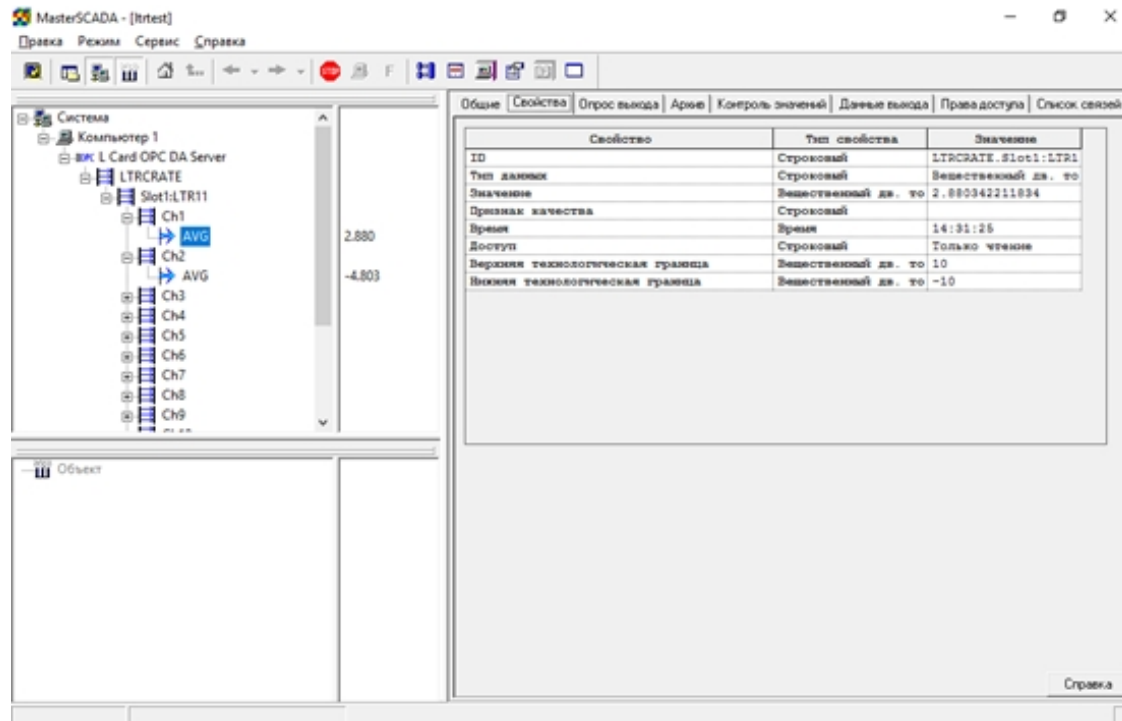 MasterSCADA - [ltrtest]
Правка Режим Сервис Справка
STOP
F
Система
Компьютер 1
OPC L Card OPC DA Server
LTRCRATE
Slot1:LTR11
Ch1
AVG 2.880
Ch2
AVG -4.803
Ch3
Ch4
Ch5
Ch6
Ch7
Ch8
Ch9
Объект
Общие Свойства Опрос выхода Архив Контроль значений Данные выхода Права доступа Список связей
Свойство Тип свойства Значение
ID Строковый LTRCRATE.Slot1:LTR1
Тип данных Строковый Вещественный дв. то
Значение Вещественный дв. то 2.880342211834
Признак качества Строковый
Время Время 14:31:25
Доступ Строковый Только чтение
Верхняя технологическая граница Вещественный дв. то 10
Нижняя технологическая граница Вещественный дв. то -10
Справка